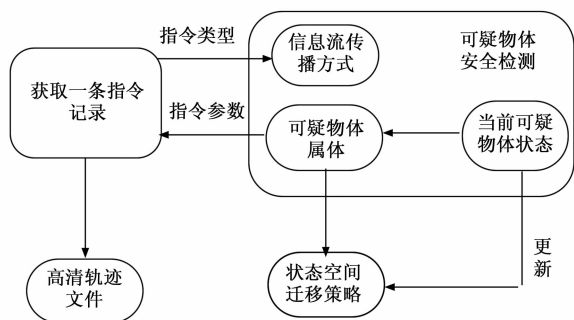 指令类型
信息流传
播方式
可疑物体
安全检测
获取一条指令
记录
指令参数
可疑物体
属体
当前可疑
物体状态
更
新
高清轨迹
文件
状态空间
迁移策略